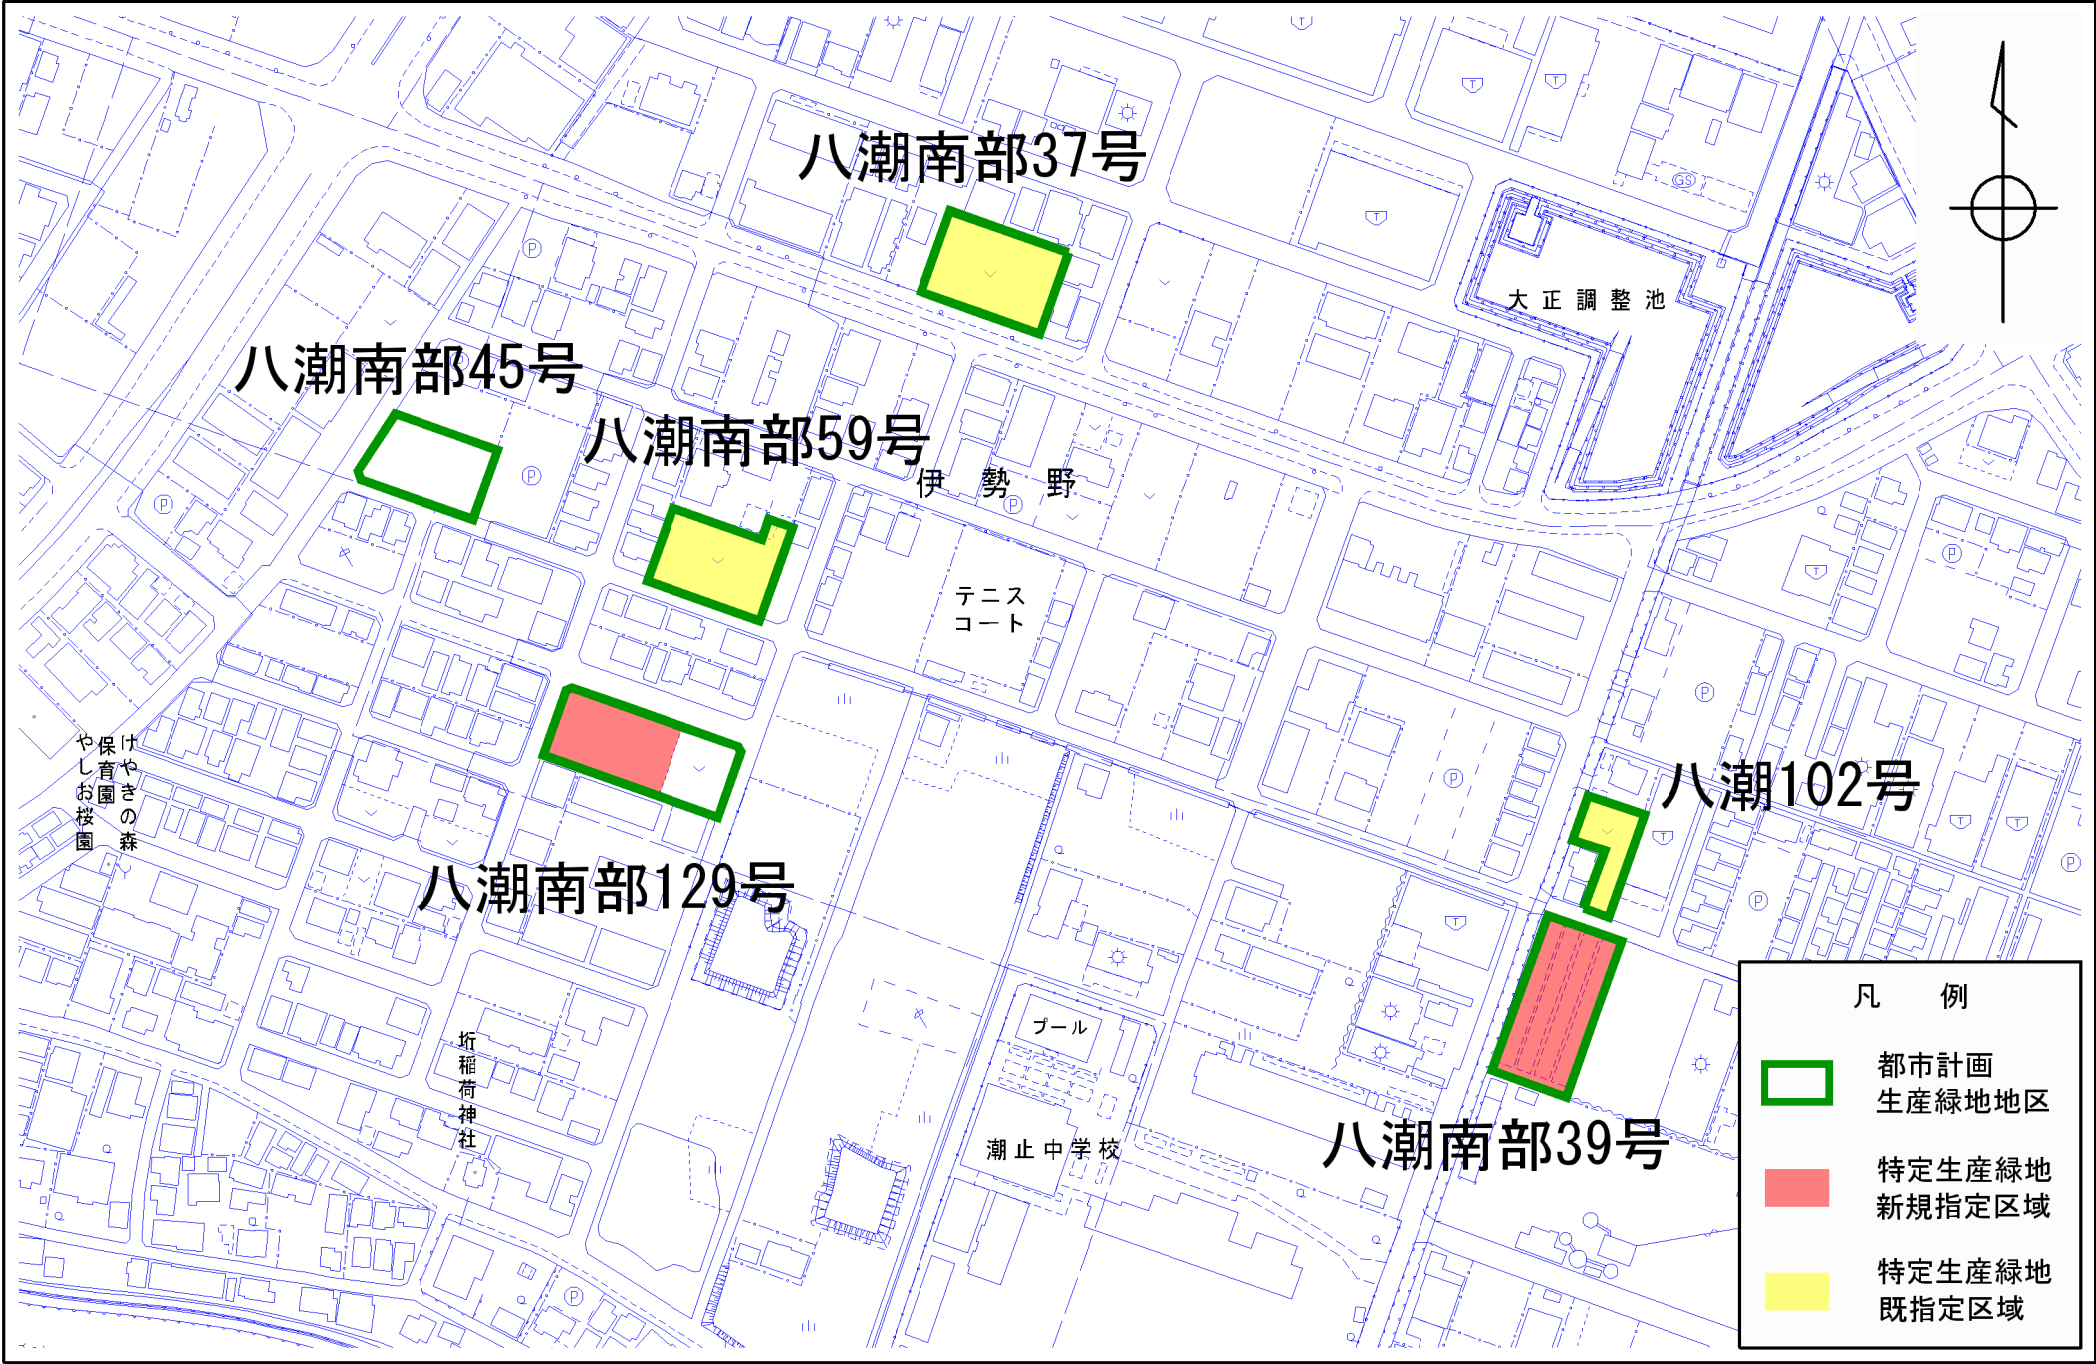 八潮南部37号
GS
大正調整池
八潮南部45号
八潮南部59号
伊勢野
テニス
コート
八潮102号
けやきの森
保育園
やしお桜園
八潮南部129号
プール
垳稲荷神社
潮止中学校
八潮南部39号
凡例
都市計画
生産緑地地区
特定生産緑地
新規指定区域
特定生産緑地
既指定区域
P
P
P
P
P
P
P
P
P
P
T
T
T
T
T
T
T
T
T